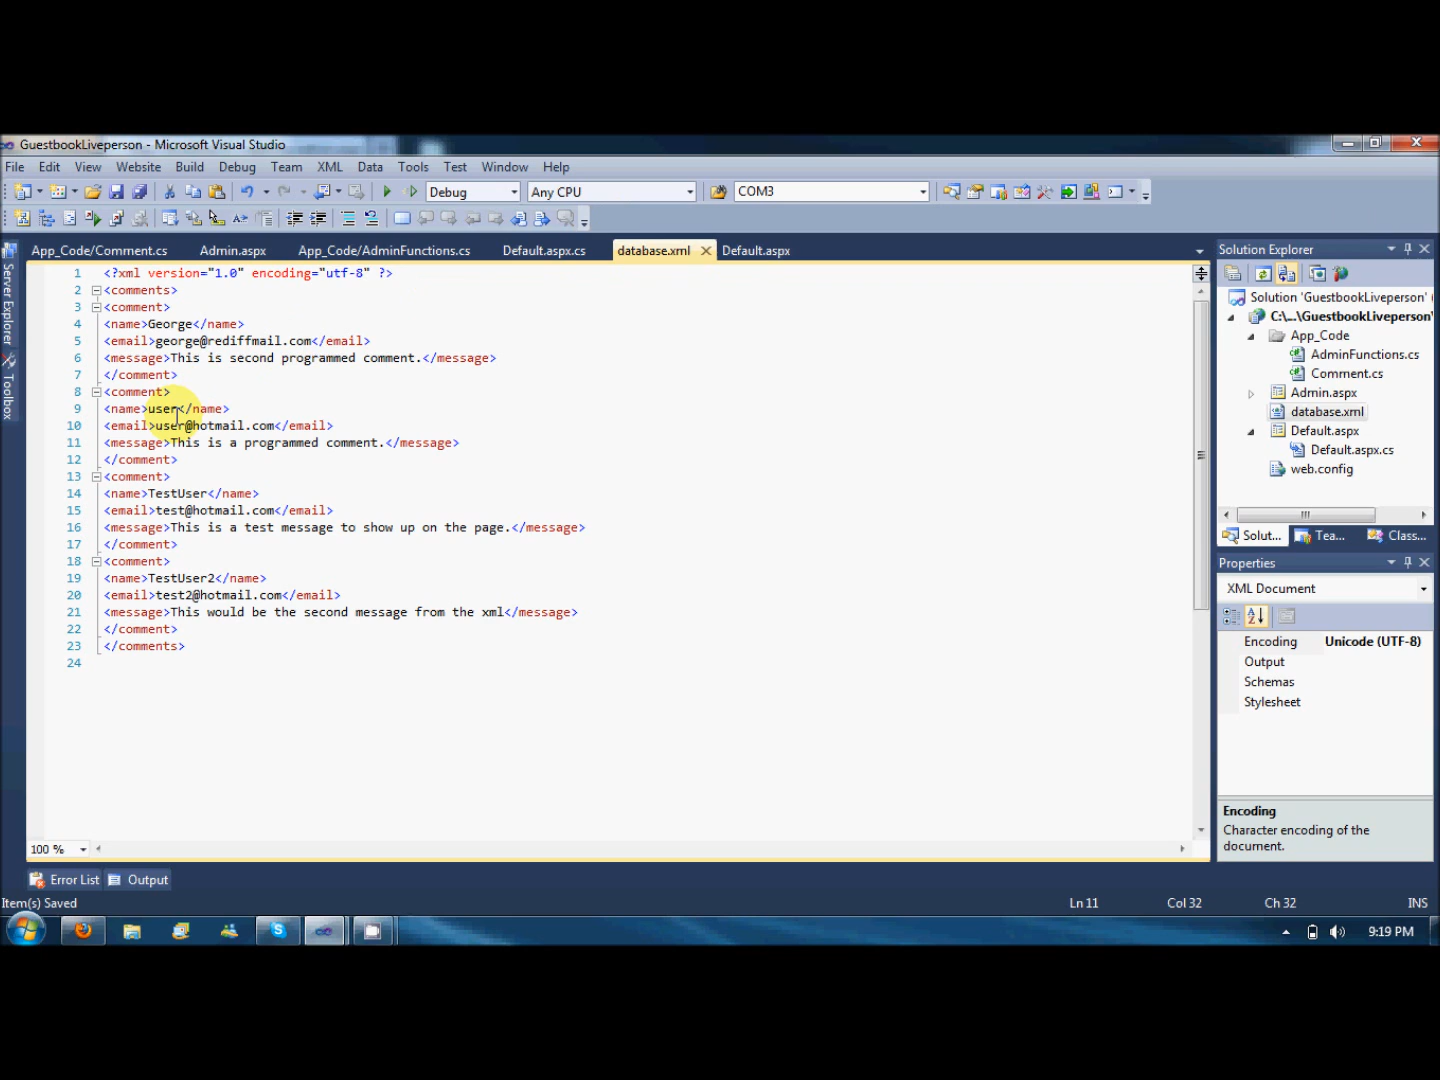 GuestbookLiveperson - Microsoft Visual Studio
File Edit View Website Build Debug Team XML Data Tools Test Window Help
Debug Any CPU COM3
App_Code/Comment.cs Admin.aspx App_Code/AdminFunctions.cs Default.aspx.cs database.xml Default.aspx
Server Explorer
Toolbox
1 <?xml version="1.0" encoding="utf-8" ?>
2 <comments>
3 <comment>
4 <name>George</name>
5 <email>george@rediffmail.com</email>
6 <message>This is second programmed comment.</message>
7 </comment>
8 <comment>
9 <name>user</name>
10 <email>user@hotmail.com</email>
11 <message>This is a programmed comment.</message>
12 </comment>
13 <comment>
14 <name>TestUser</name>
15 <email>test@hotmail.com</email>
16 <message>This is a test message to show up on the page.</message>
17 </comment>
18 <comment>
19 <name>TestUser2</name>
20 <email>test2@hotmail.com</email>
21 <message>This would be the second message from the xml</message>
22 </comment>
23 </comments>
24
100 %
Solution Explorer
Solution 'GuestbookLiveperson' (
C:\...\GuestbookLiveperson\
App_Code
AdminFunctions.cs
Comment.cs
Admin.aspx
database.xml
Default.aspx
Default.aspx.cs
web.config
Solut... Tea... Class...
Properties
XML Document
Encoding Unicode (UTF-8)
Output
Schemas
Stylesheet
Encoding
Character encoding of the
document.
Error List Output
Item(s) Saved Ln 11 Col 32 Ch 32 INS
9:19 PM